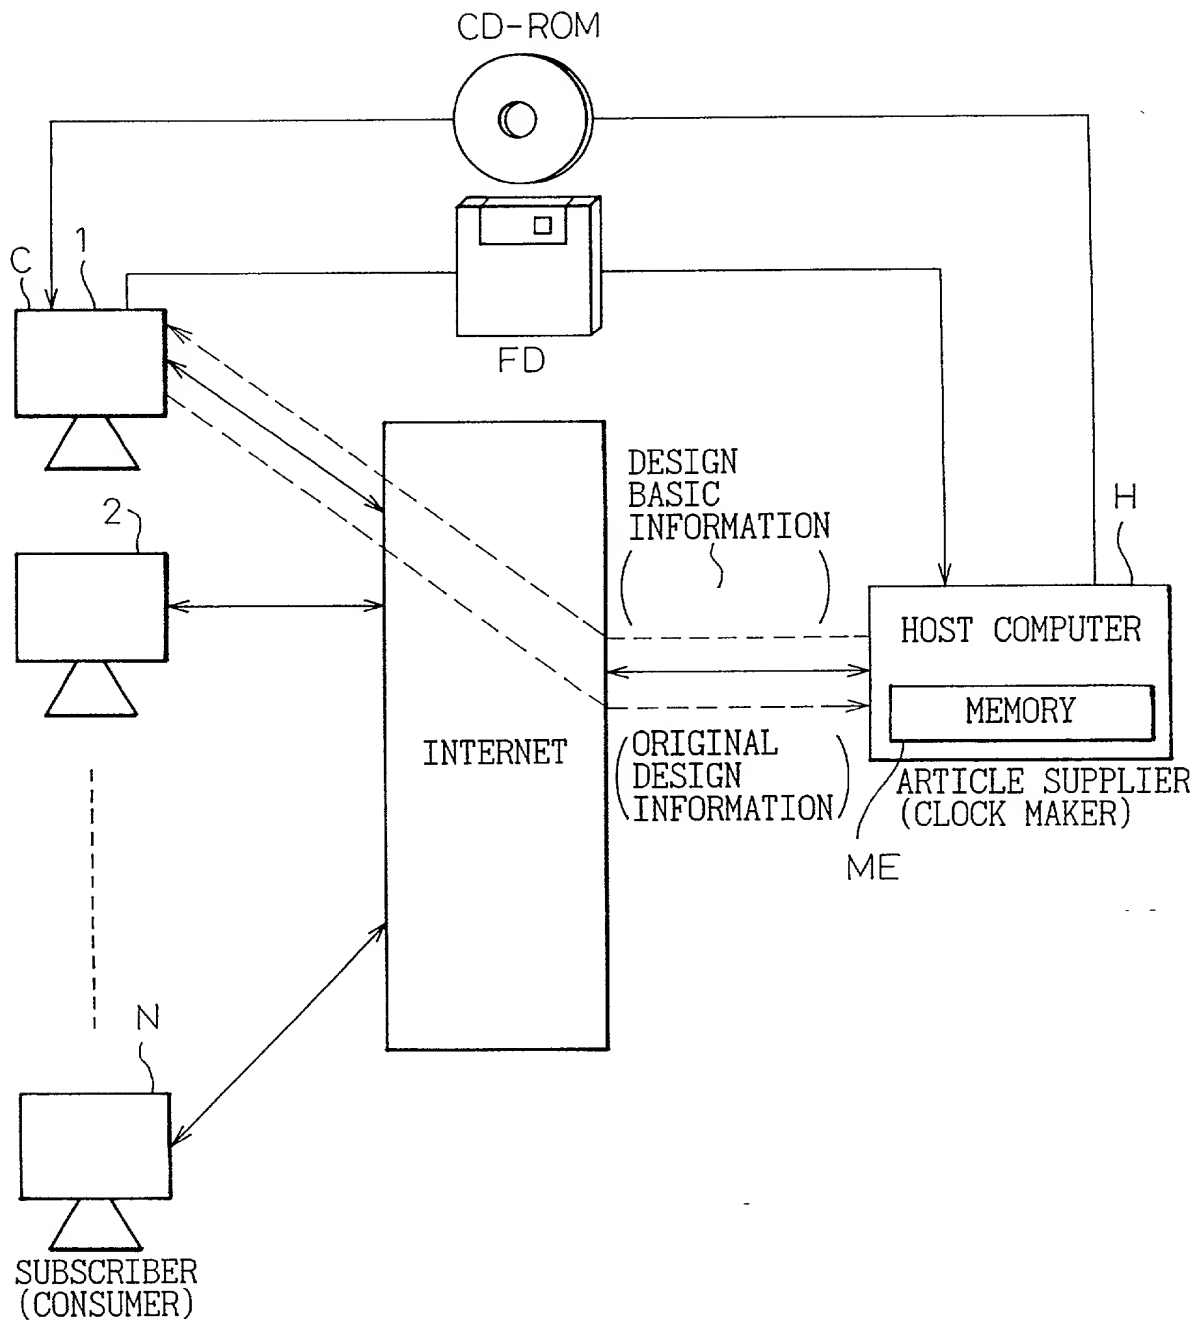 CD-ROM
C
1
FD
2
DESIGN
BASIC
INFORMATION
H
HOST COMPUTER
MEMORY
INTERNET
ORIGINAL
DESIGN
INFORMATION
ARTICLE SUPPLIER
(CLOCK MAKER)
ME
N
SUBSCRIBER
(CONSUMER)